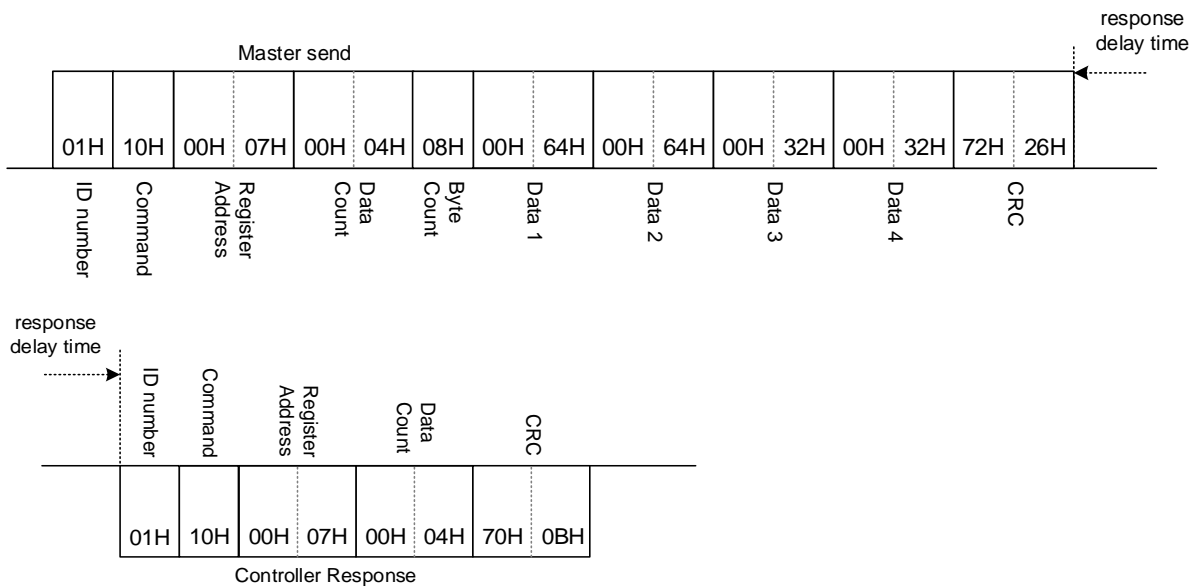 response
delay time
Master send
01H 10H 00H 07H 00H 04H 08H 00H 64H 00H 64H 00H 32H 00H 32H 72H 26H
ID number
Command
Register
Address
Data
Count
Byte
Count
Data 1
Data 2
Data 3
Data 4
CRC
response
delay time
ID number
Command
Register
Address
Data
Count
CRC
01H 10H 00H 07H 00H 04H 70H 0BH
Controller Response